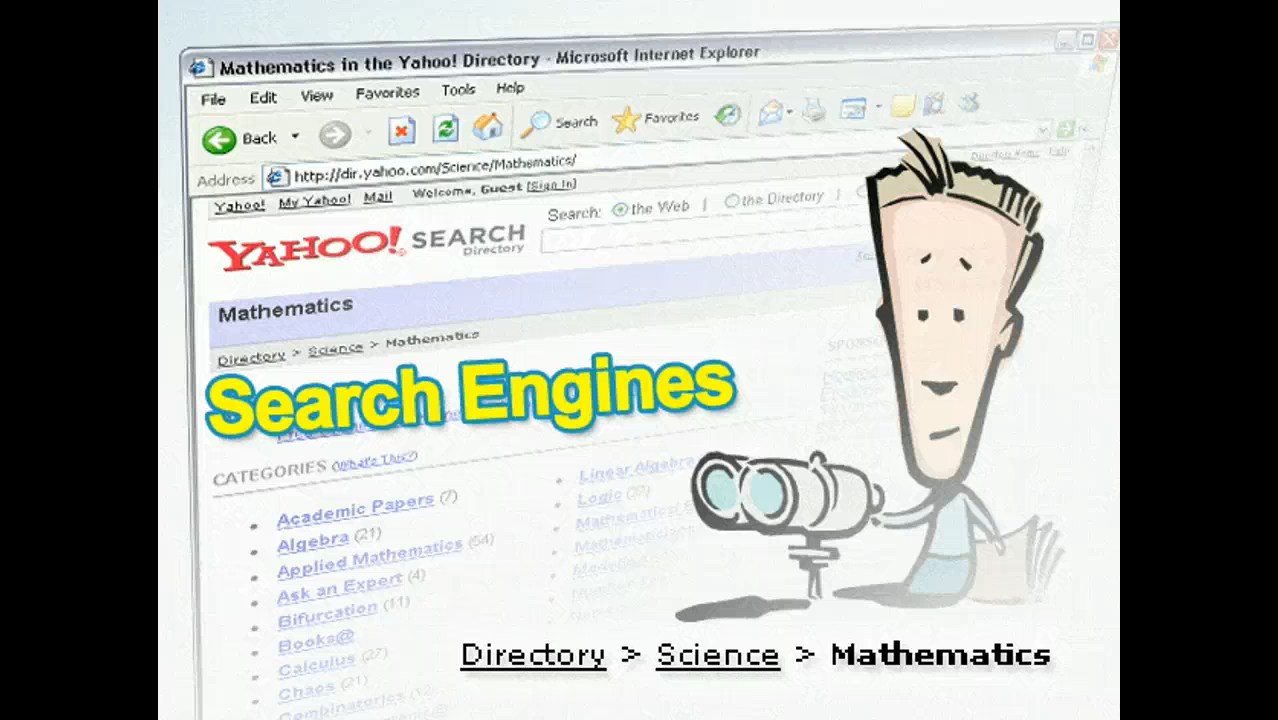 Mathematics in the Yahoo! Directory - Microsoft Internet Explorer
File Edit View Favorites Tools Help
Back Search Favorites
Address http://dir.yahoo.com/Science/Mathematics/
Yahoo! My Yahoo! Mail Welcome, Guest [Sign In]
Search: the Web | the Directory |
YAHOO! SEARCH
Directory
Mathematics
Directory > Science > Mathematics
Search Engines
CATEGORIES (What's This?)
Academic Papers (7)
Algebra (21)
Applied Mathematics (54)
Ask an Expert (4)
Bifurcation (11)
Books@
Calculus (27)
Chaos (21)
Combinatorics
Linear Algebra
Logic
Directory > Science > Mathematics